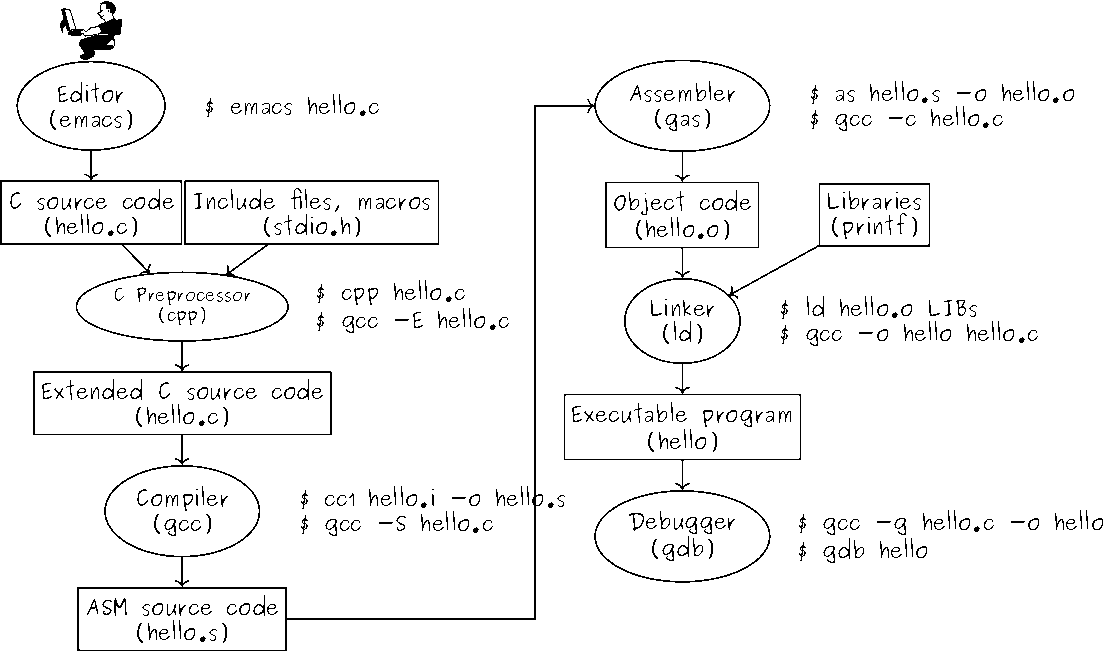 Editor
(emacs)
$ emacs hello.c
C source code
(hello.c)
Include files, macros
(stdio.h)
C Preprocessor
(cpp)
$ cpp hello.c
$ gcc -E hello.c
Extended C source code
(hello.c)
Compiler
(gcc)
$ cc1 hello.i -o hello.s
$ gcc -S hello.c
ASM source code
(hello.s)
Assembler
(gas)
$ as hello.s -o hello.o
$ gcc -c hello.c
Object code
(hello.o)
Libraries
(printf)
Linker
(ld)
$ ld hello.o LIBs
$ gcc -o hello hello.c
Executable program
(hello)
Debugger
(gdb)
$ gcc -g hello.c -o hello
$ gdb hello